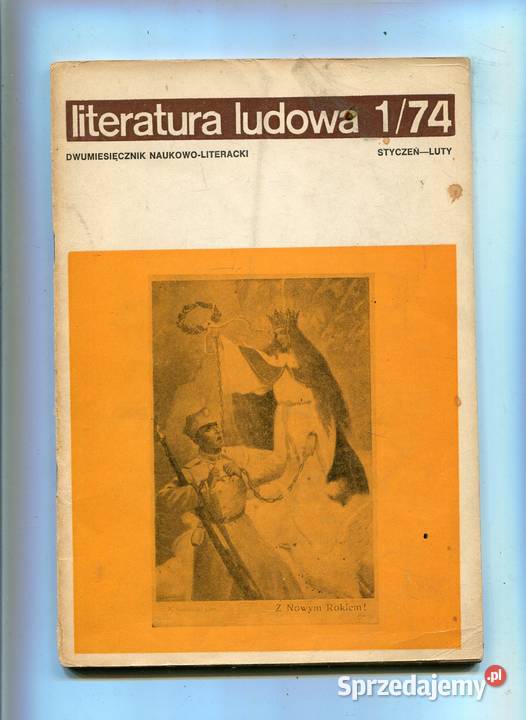 literatura ludowa 1/74
DWUMIESIĘCZNIK NAUKOWO-LITERACKI STYCZEŃ—LUTY
Z Nowym Rokiem!
Sprzedajemy.pl